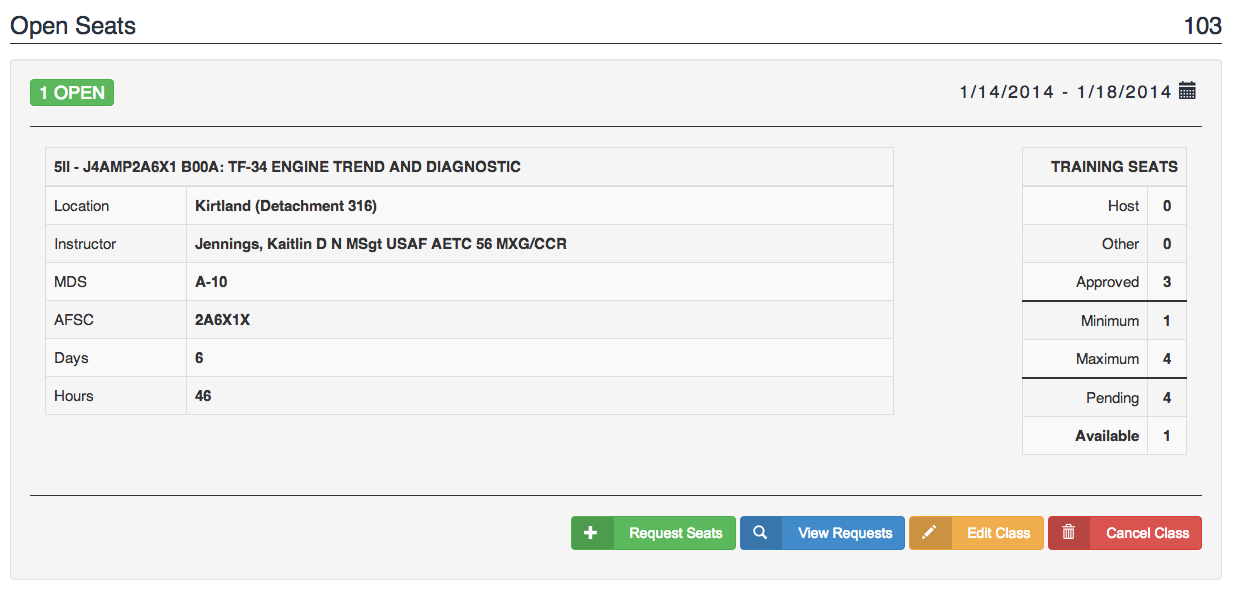 Open Seats 103
1 OPEN 1/14/2014 - 1/18/2014
5II - J4AMP2A6X1 B00A: TF-34 ENGINE TREND AND DIAGNOSTIC
Location Kirtland (Detachment 316)
Instructor Jennings, Kaitlin D N MSgt USAF AETC 56 MXG/CCR
MDS A-10
AFSC 2A6X1X
Days 6
Hours 46
TRAINING SEATS
Host 0
Other 0
Approved 3
Minimum 1
Maximum 4
Pending 4
Available 1
Request Seats View Requests Edit Class Cancel Class